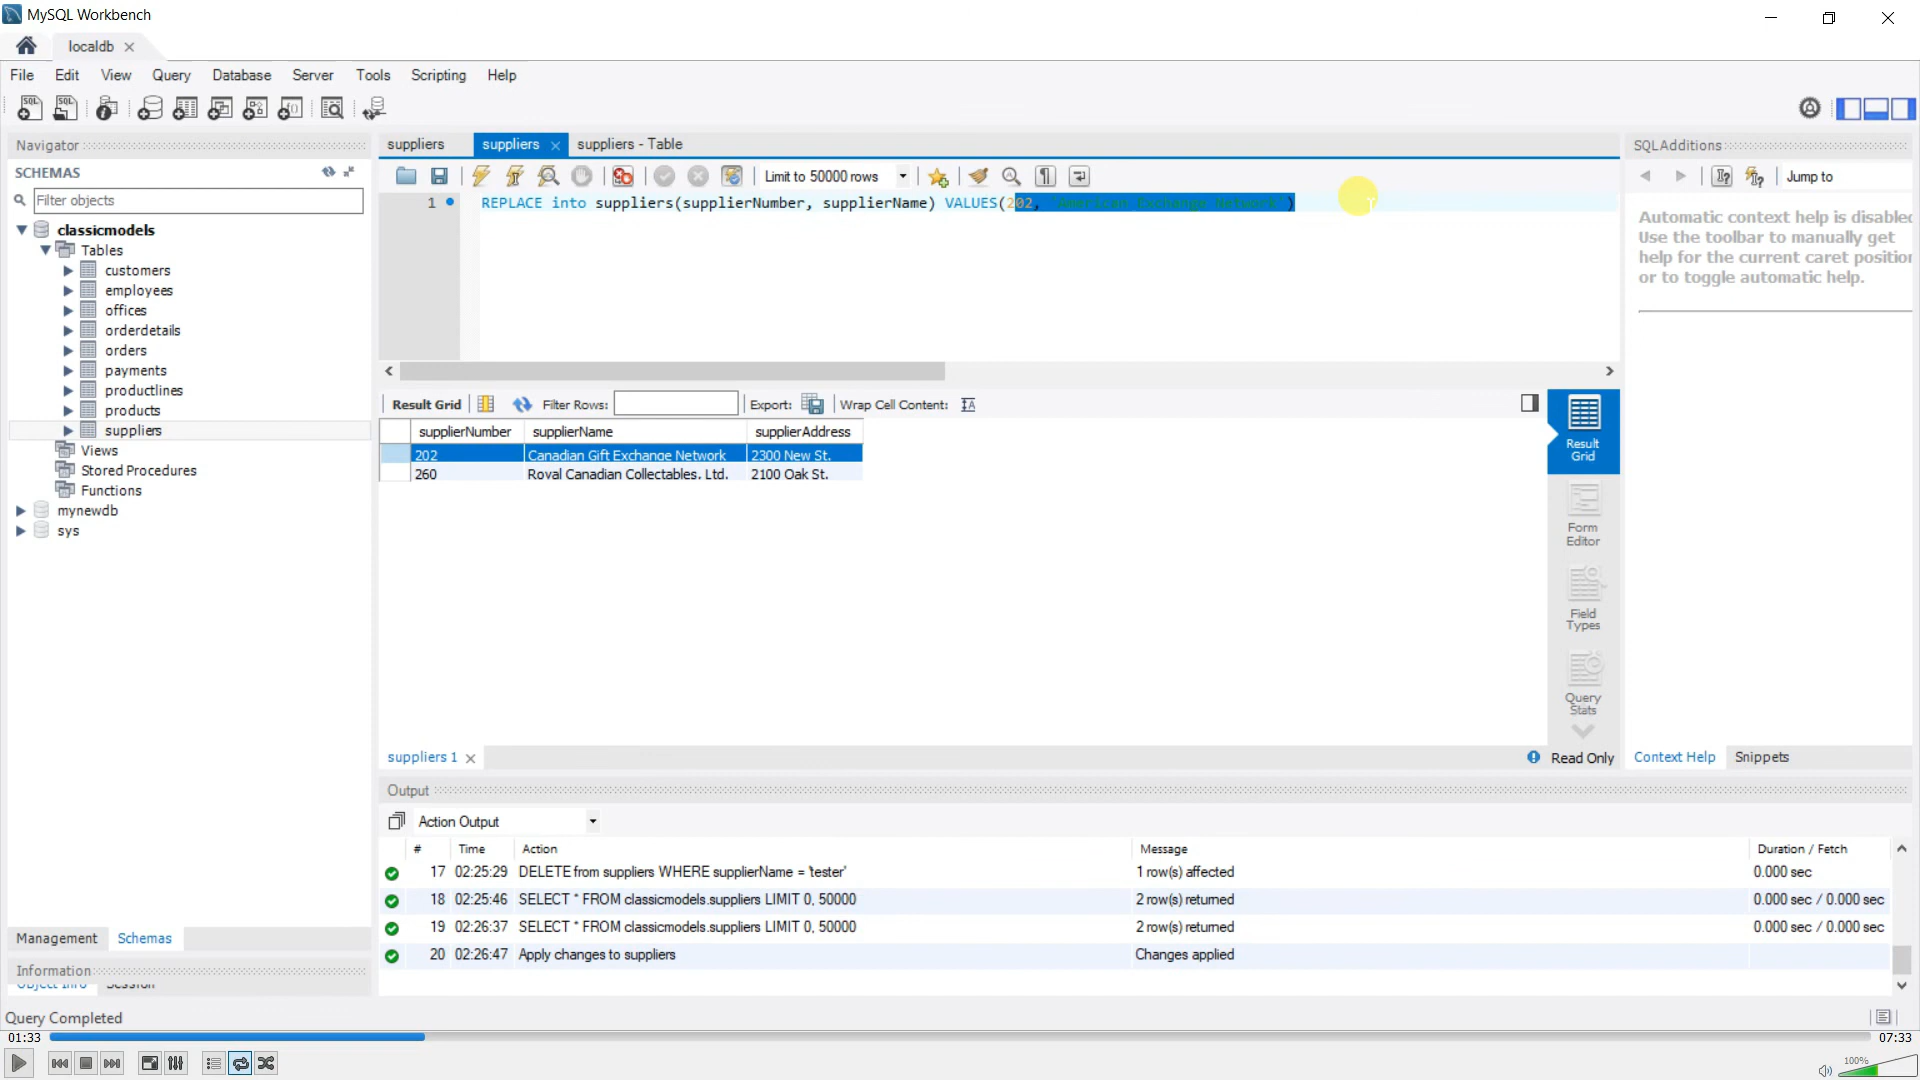 MySQL Workbench
localdb
File Edit View Query Database Server Tools Scripting Help
Navigator
SCHEMAS
Filter objects
classicmodels
Tables
customers
employees
offices
orderdetails
orders
payments
productlines
products
suppliers
Views
Stored Procedures
Functions
mynewdb
sys
Management Schemas
Information
Object Info Session
Query Completed
suppliers suppliers suppliers - Table
Limit to 50000 rows
1 REPLACE into suppliers(supplierNumber, supplierName) VALUES(202, 'American Exchange Network')
Result Grid Filter Rows: Export: Wrap Cell Content:
supplierNumber supplierName supplierAddress
202 Canadian Gift Exchange Network 2300 New St.
260 Royal Canadian Collectables, Ltd. 2100 Oak St.
Result Grid
Form Editor
Field Types
Query Stats
suppliers 1
Read Only
SQLAdditions
Jump to
Automatic context help is disabled
Use the toolbar to manually get
help for the current caret position
or to toggle automatic help.
Context Help Snippets
Output
Action Output
# Time Action Message Duration / Fetch
17 02:25:29 DELETE from suppliers WHERE supplierName = 'tester' 1 row(s) affected 0.000 sec
18 02:25:46 SELECT * FROM classicmodels.suppliers LIMIT 0, 50000 2 row(s) returned 0.000 sec / 0.000 sec
19 02:26:37 SELECT * FROM classicmodels.suppliers LIMIT 0, 50000 2 row(s) returned 0.000 sec / 0.000 sec
20 02:26:47 Apply changes to suppliers Changes applied
01:33 07:33
100%